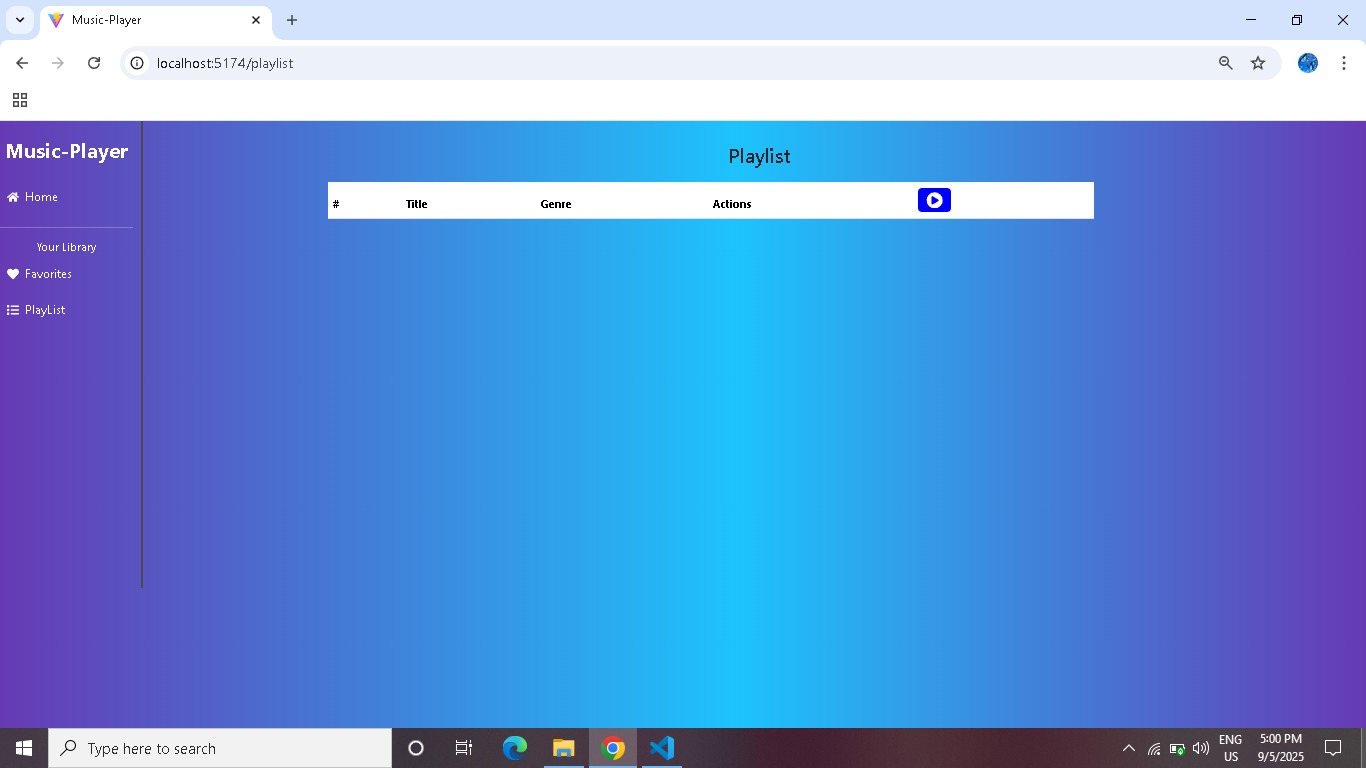 Music-Player
localhost:5174/playlist
Music-Player
Home
Your Library
Favorites
PlayList
Playlist
# Title Genre Actions
Type here to search
ENG
US
5:00 PM
9/5/2025